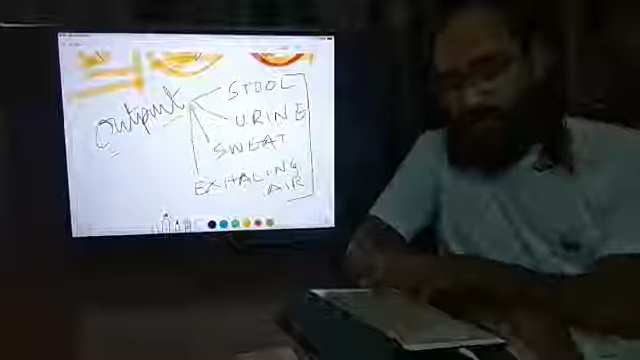 Output
STOOL
URINE
SWEAT
EXHALING
AIR